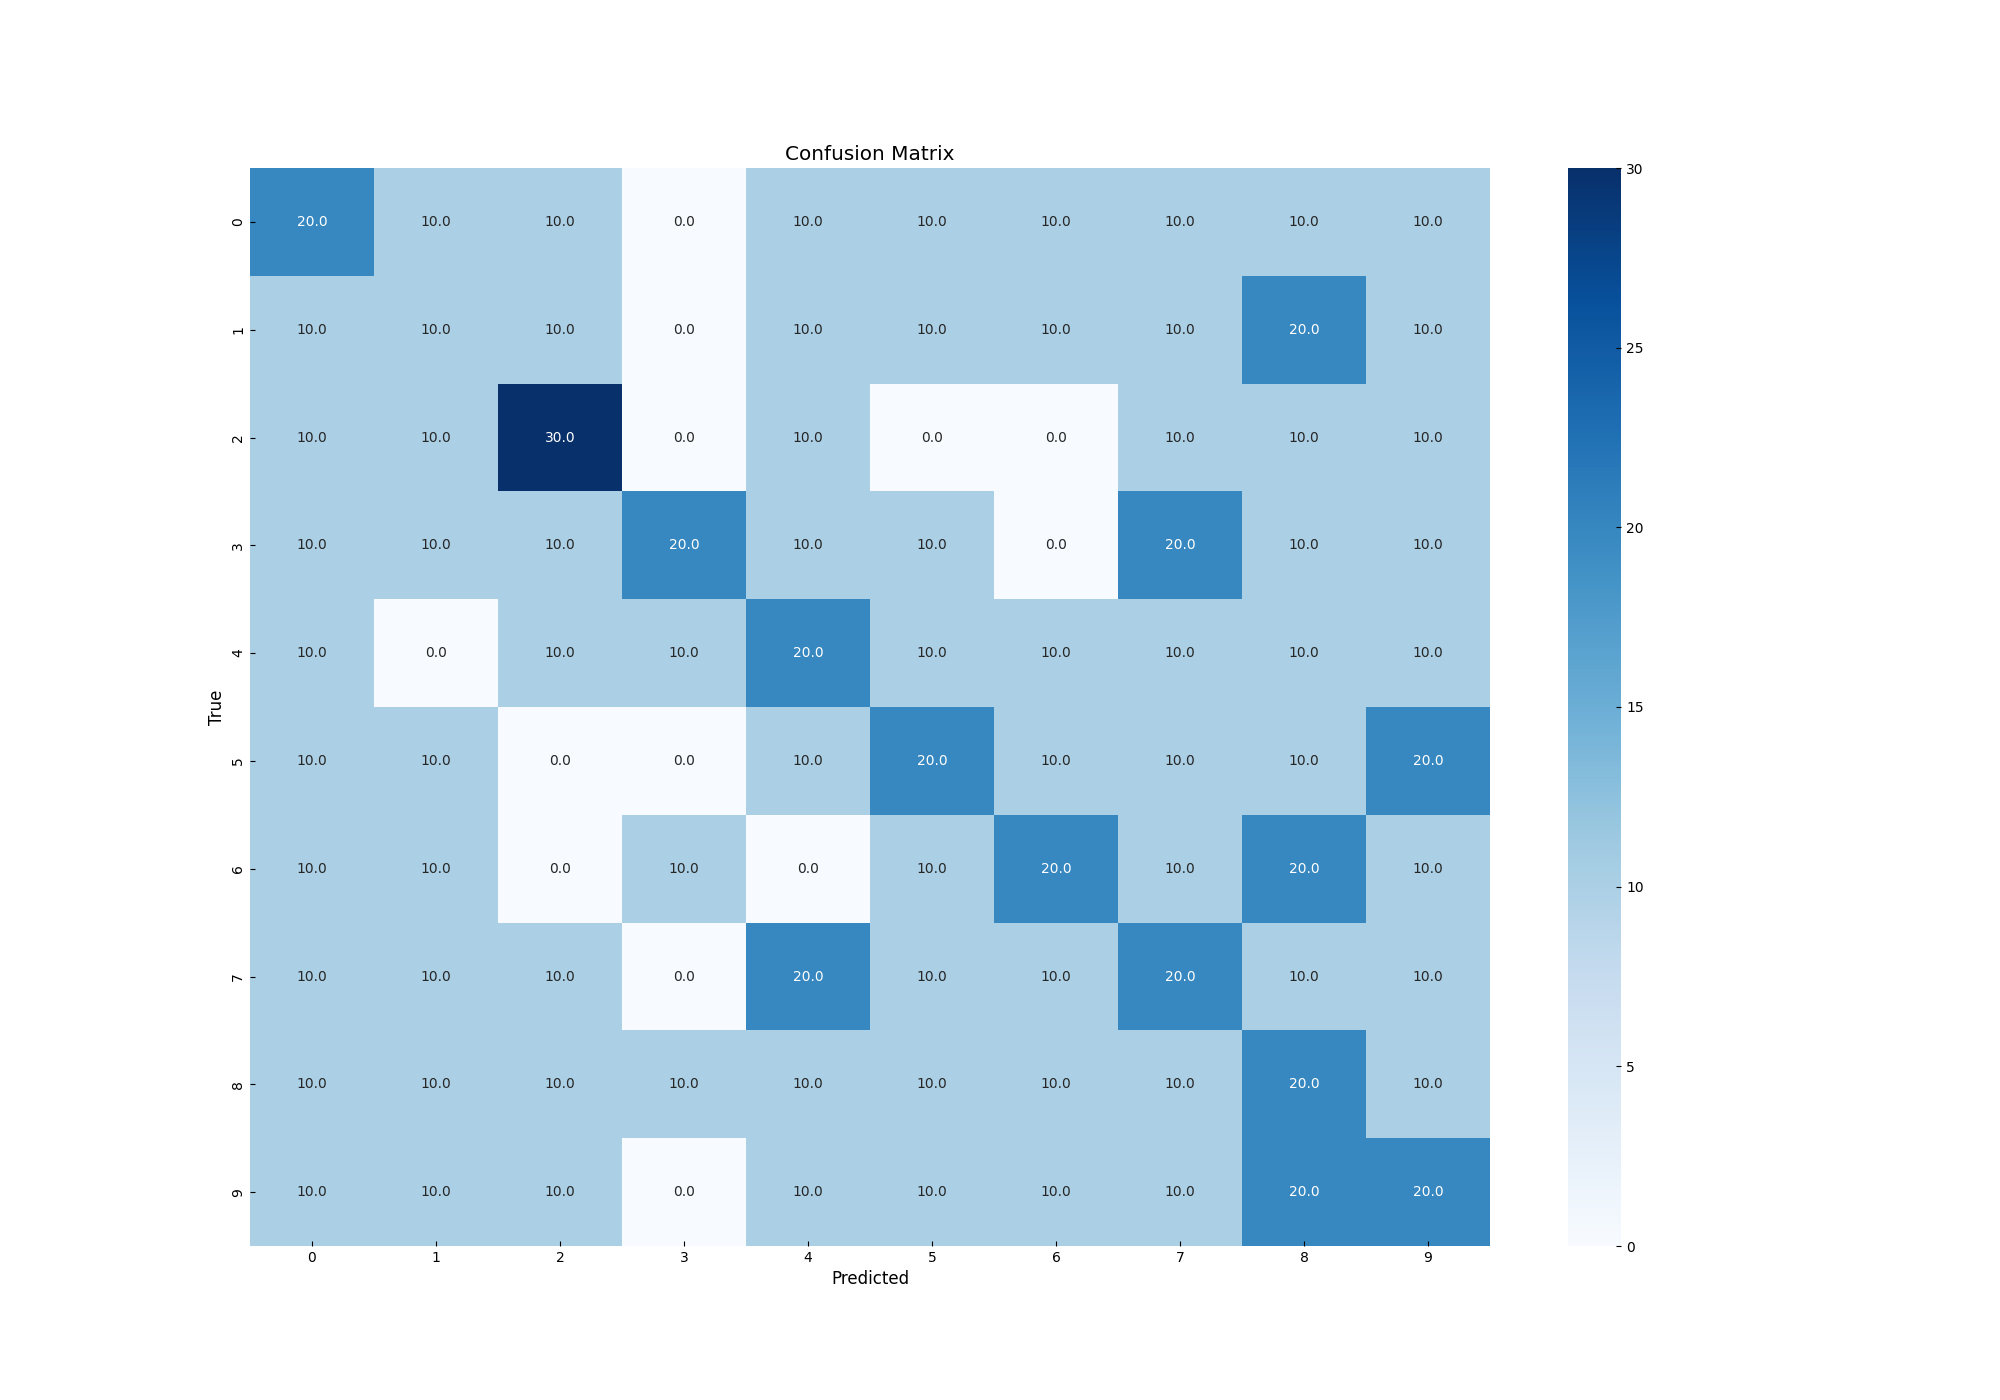 Confusion Matrix
0 20.0 10.0 10.0 0.0 10.0 10.0 10.0 10.0 10.0 10.0
1 10.0 10.0 10.0 0.0 10.0 10.0 10.0 10.0 20.0 10.0
2 10.0 10.0 30.0 0.0 10.0 0.0 0.0 10.0 10.0 10.0
3 10.0 10.0 10.0 20.0 10.0 10.0 0.0 20.0 10.0 10.0
4 10.0 0.0 10.0 10.0 20.0 10.0 10.0 10.0 10.0 10.0
5 10.0 10.0 0.0 0.0 10.0 20.0 10.0 10.0 10.0 20.0
6 10.0 10.0 0.0 10.0 0.0 10.0 20.0 10.0 20.0 10.0
7 10.0 10.0 10.0 0.0 20.0 10.0 10.0 20.0 10.0 10.0
8 10.0 10.0 10.0 10.0 10.0 10.0 10.0 10.0 20.0 10.0
9 10.0 10.0 10.0 0.0 10.0 10.0 10.0 10.0 20.0 20.0
0 1 2 3 4 5 6 7 8 9
Predicted
True
30
25
20
15
10
5
0